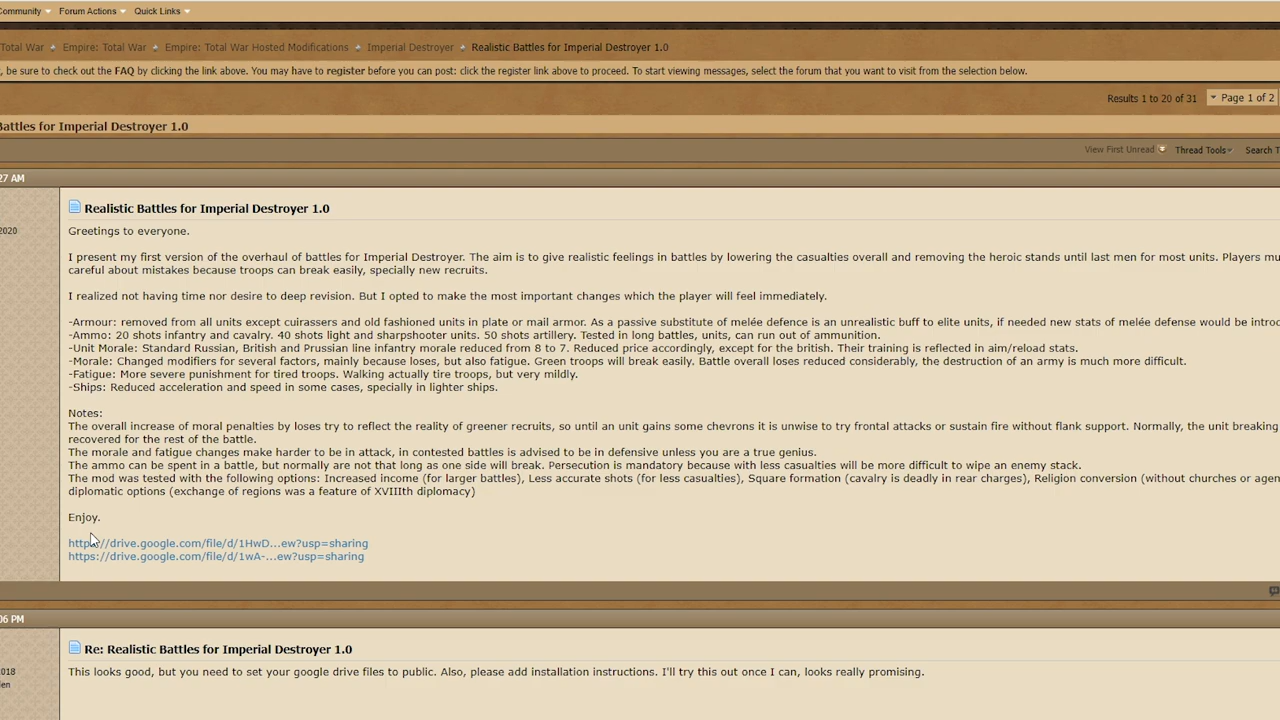 Community Forum Actions Quick Links
Total War Empire: Total War Empire: Total War Hosted Modifications Imperial Destroyer Realistic Battles for Imperial Destroyer 1.0
, be sure to check out the FAQ by clicking the link above. You may have to register before you can post: click the register link above to proceed. To start viewing messages, select the forum that you want to visit from the selection below.
Results 1 to 20 of 31 Page 1 of 2
Battles for Imperial Destroyer 1.0
View First Unread Thread Tools Search T
27 AM
Realistic Battles for Imperial Destroyer 1.0
2020
Greetings to everyone.
I present my first version of the overhaul of battles for Imperial Destroyer. The aim is to give realistic feelings in battles by lowering the casualties overall and removing the heroic stands until last men for most units. Players mu
careful about mistakes because troops can break easily, specially new recruits.
I realized not having time nor desire to deep revision. But I opted to make the most important changes which the player will feel immediately.
-Armour: removed from all units except cuirassers and old fashioned units in plate or mail armor. As a passive substitute of melée defence is an unrealistic buff to elite units, if needed new stats of melée defense would be introd
-Ammo: 20 shots infantry and cavalry. 40 shots light and sharpshooter units. 50 shots artillery. Tested in long battles, units, can run out of ammunition.
-Unit Morale: Standard Russian, British and Prussian line infantry morale reduced from 8 to 7. Reduced price accordingly, except for the british. Their training is reflected in aim/reload stats.
-Morale: Changed modifiers for several factors, mainly because loses, but also fatigue. Green troops will break easily. Battle overall loses reduced considerably, the destruction of an army is much more difficult.
-Fatigue: More severe punishment for tired troops. Walking actually tire troops, but very mildly.
-Ships: Reduced acceleration and speed in some cases, specially in lighter ships.
Notes:
The overall increase of moral penalties by loses try to reflect the reality of greener recruits, so until an unit gains some chevrons it is unwise to try frontal attacks or sustain fire without flank support. Normally, the unit breaking
recovered for the rest of the battle.
The morale and fatigue changes make harder to be in attack, in contested battles is advised to be in defensive unless you are a true genius.
The ammo can be spent in a battle, but normally are not that long as one side will break. Persecution is mandatory because with less casualties will be more difficult to wipe an enemy stack.
The mod was tested with the following options: Increased income (for larger battles), Less accurate shots (for less casualties), Square formation (cavalry is deadly in rear charges), Religion conversion (without churches or agen
diplomatic options (exchange of regions was a feature of XVIIIth diplomacy)
Enjoy.
https://drive.google.com/file/d/1HwD...ew?usp=sharing
https://drive.google.com/file/d/1wA-...ew?usp=sharing
06 PM
Re: Realistic Battles for Imperial Destroyer 1.0
2018
This looks good, but you need to set your google drive files to public. Also, please add installation instructions. I'll try this out once I can, looks really promising.
den